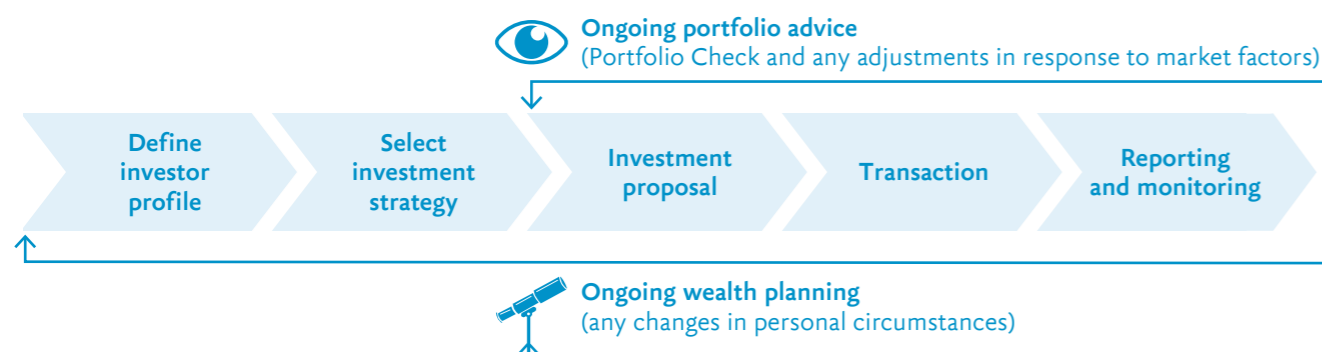 Ongoing portfolio advice
(Portfolio Check and any adjustments in response to market factors)
Define
investor
profile
Select
investment
strategy
Investment
proposal
Transaction
Reporting
and monitoring
Ongoing wealth planning
(any changes in personal circumstances)